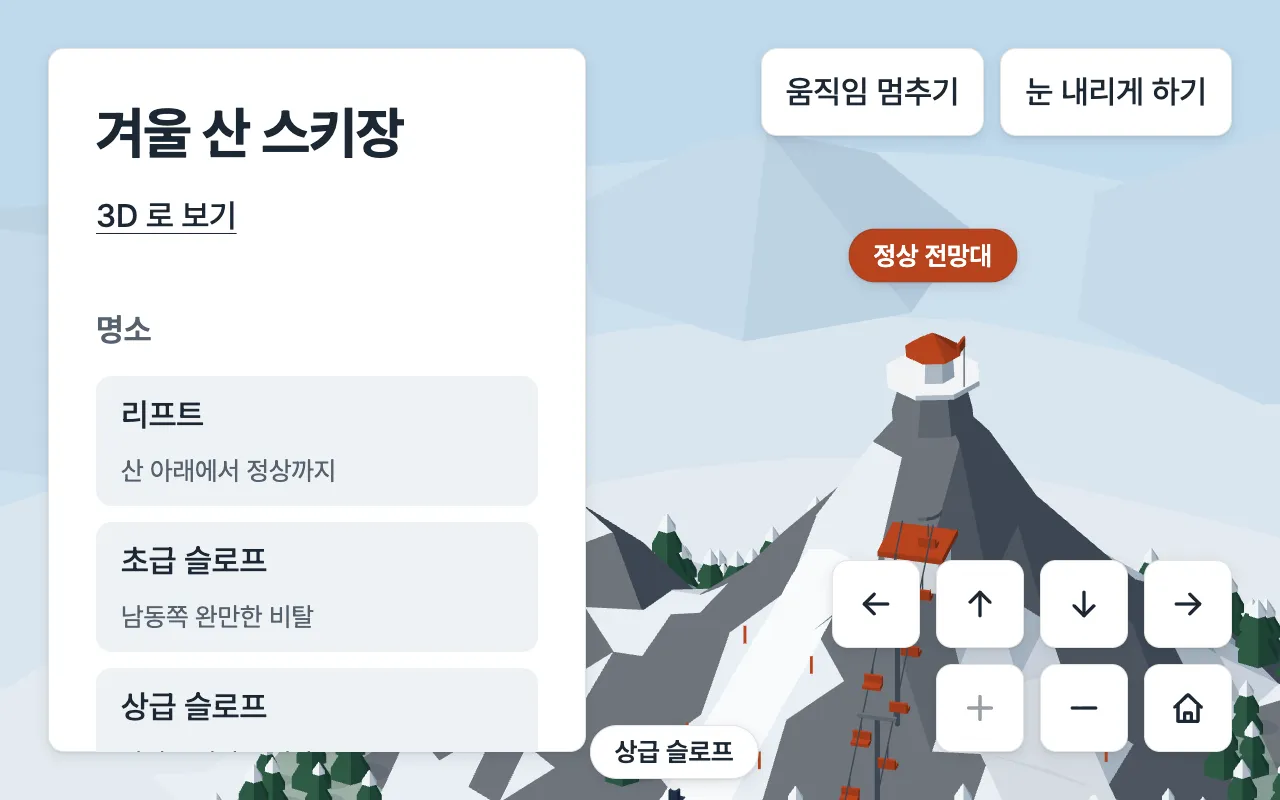 겨울 산 스키장
3D 로 보기
명소
리프트
산 아래에서 정상까지
초급 슬로프
남동쪽 완만한 비탈
상급 슬로프
움직임 멈추기
눈 내리게 하기
정상 전망대
상급 슬로프